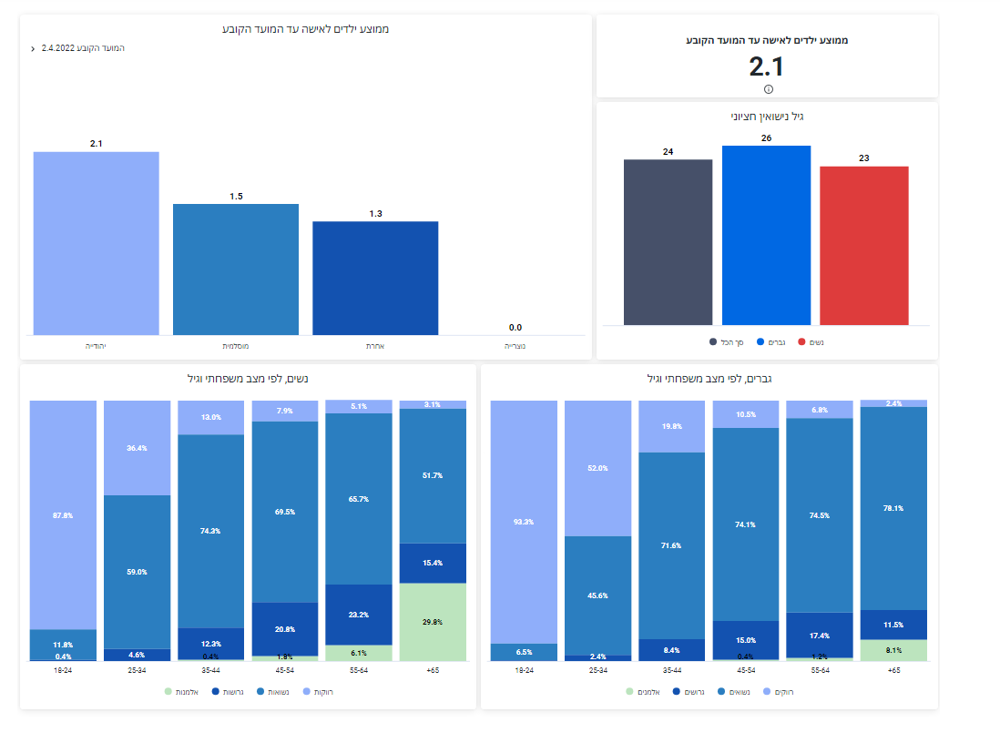 ממוצע ילדים לאישה עד המועד הקובע
2.1
ממוצע ילדים לאישה עד המועד הקובע
המועד הקובע 2.4.2022
2.1
1.5
1.3
0.0
יהודייה
מוסלמית
אחרת
נוצרייה
גיל נישואין חציוני
24
26
23
סך הכל
גברים
נשים
גברים, לפי מצב משפחתי וגיל
93.3%
6.5%
52.0%
45.6%
2.4%
19.8%
71.6%
8.4%
10.5%
74.1%
15.0%
0.4%
6.8%
74.5%
17.4%
1.2%
2.4%
78.1%
11.5%
8.1%
18-24
25-34
35-44
45-54
55-64
+65
אלמנים
גרושים
נשואים
רווקים
נשים, לפי מצב משפחתי וגיל
87.8%
11.8%
0.4%
36.4%
59.0%
4.6%
13.0%
74.3%
12.3%
0.4%
7.9%
69.5%
20.8%
1.8%
5.1%
65.7%
23.2%
6.1%
3.1%
51.7%
15.4%
29.8%
18-24
25-34
35-44
45-54
55-64
+65
אלמנות
גרושות
נשואות
רווקות